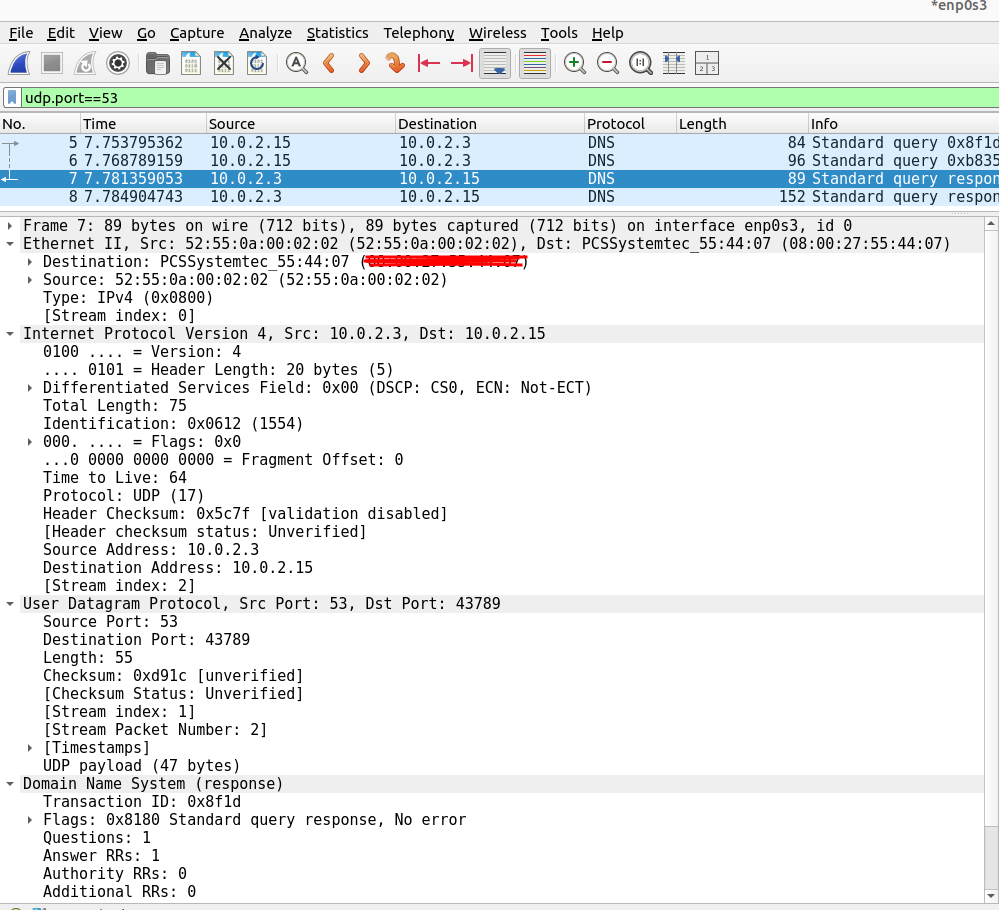 *enp0s3
File Edit View Go Capture Analyze Statistics Telephony Wireless Tools Help
udp.port==53
No. Time Source Destination Protocol Length Info
5 7.753795362 10.0.2.15 10.0.2.3 DNS 84 Standard query 0x8f1d
6 7.768789159 10.0.2.15 10.0.2.3 DNS 96 Standard query 0xb835
7 7.781359053 10.0.2.3 10.0.2.15 DNS 89 Standard query respon
8 7.784904743 10.0.2.3 10.0.2.15 DNS 152 Standard query respon
Frame 7: 89 bytes on wire (712 bits), 89 bytes captured (712 bits) on interface enp0s3, id 0
Ethernet II, Src: 52:55:0a:00:02:02 (52:55:0a:00:02:02), Dst: PCSSystemtec_55:44:07 (08:00:27:55:44:07)
Destination: PCSSystemtec_55:44:07 ( )
Source: 52:55:0a:00:02:02 (52:55:0a:00:02:02)
Type: IPv4 (0x0800)
[Stream index: 0]
Internet Protocol Version 4, Src: 10.0.2.3, Dst: 10.0.2.15
0100 .... = Version: 4
.... 0101 = Header Length: 20 bytes (5)
Differentiated Services Field: 0x00 (DSCP: CS0, ECN: Not-ECT)
Total Length: 75
Identification: 0x0612 (1554)
000. .... = Flags: 0x0
...0 0000 0000 0000 = Fragment Offset: 0
Time to Live: 64
Protocol: UDP (17)
Header Checksum: 0x5c7f [validation disabled]
[Header checksum status: Unverified]
Source Address: 10.0.2.3
Destination Address: 10.0.2.15
[Stream index: 2]
User Datagram Protocol, Src Port: 53, Dst Port: 43789
Source Port: 53
Destination Port: 43789
Length: 55
Checksum: 0xd91c [unverified]
[Checksum Status: Unverified]
[Stream index: 1]
[Stream Packet Number: 2]
[Timestamps]
UDP payload (47 bytes)
Domain Name System (response)
Transaction ID: 0x8f1d
Flags: 0x8180 Standard query response, No error
Questions: 1
Answer RRs: 1
Authority RRs: 0
Additional RRs: 0